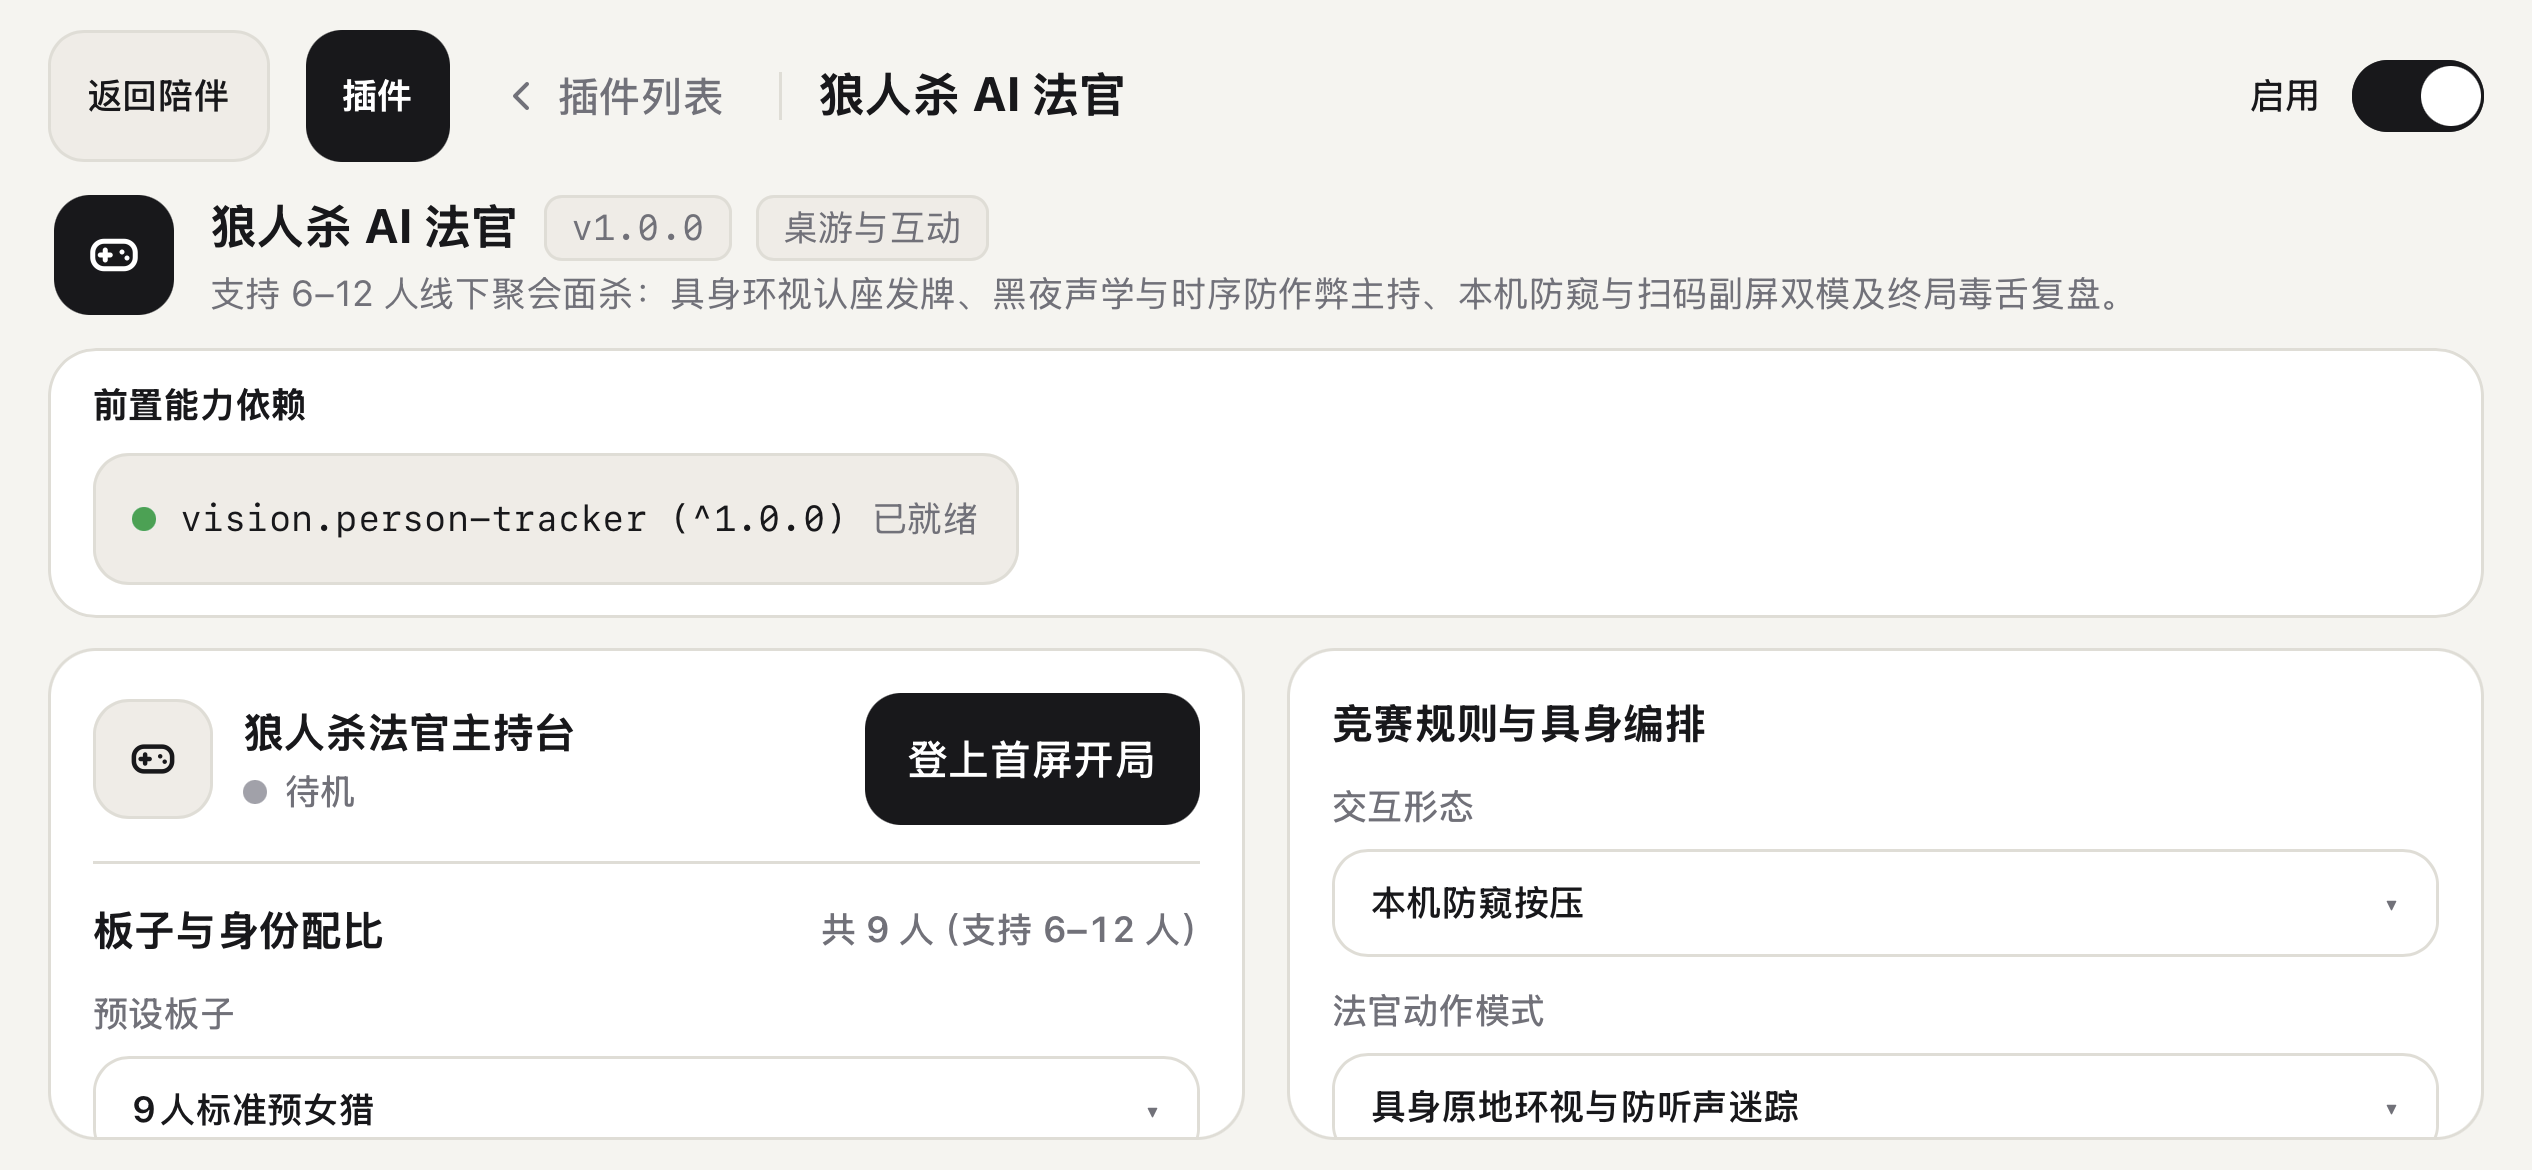 返回陪伴
插件
插件列表
狼人杀 AI 法官
启用
狼人杀 AI 法官
v1.0.0
桌游与互动
支持 6–12 人线下聚会面杀：具身环视认座发牌、黑夜声学与时序防作弊主持、本机防窥与扫码副屏双模及终局毒舌复盘。
前置能力依赖
vision.person-tracker (^1.0.0) 已就绪
狼人杀法官主持台
待机
登上首屏开局
板子与身份配比
共 9 人 (支持 6–12 人)
预设板子
9人标准预女猎
竞赛规则与具身编排
交互形态
本机防窥按压
法官动作模式
具身原地环视与防听声迷踪